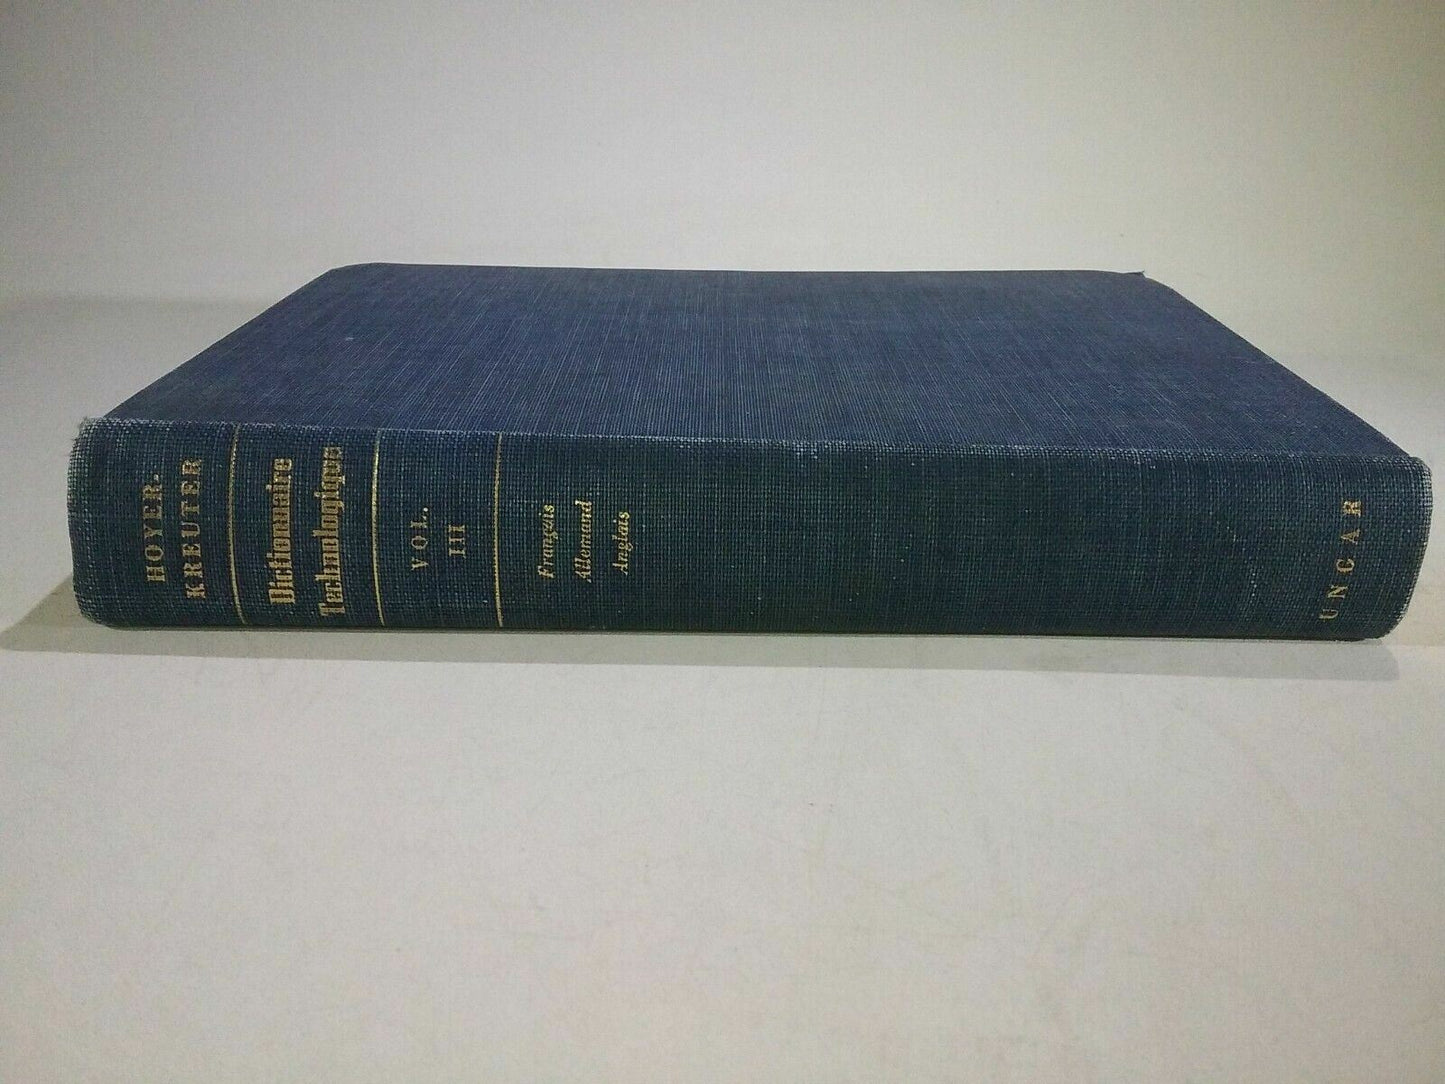 HOYER-
KREUTER
Dictionnaire
Technologique
VOL.
III
Français
Allemand
Anglais
UNGAR